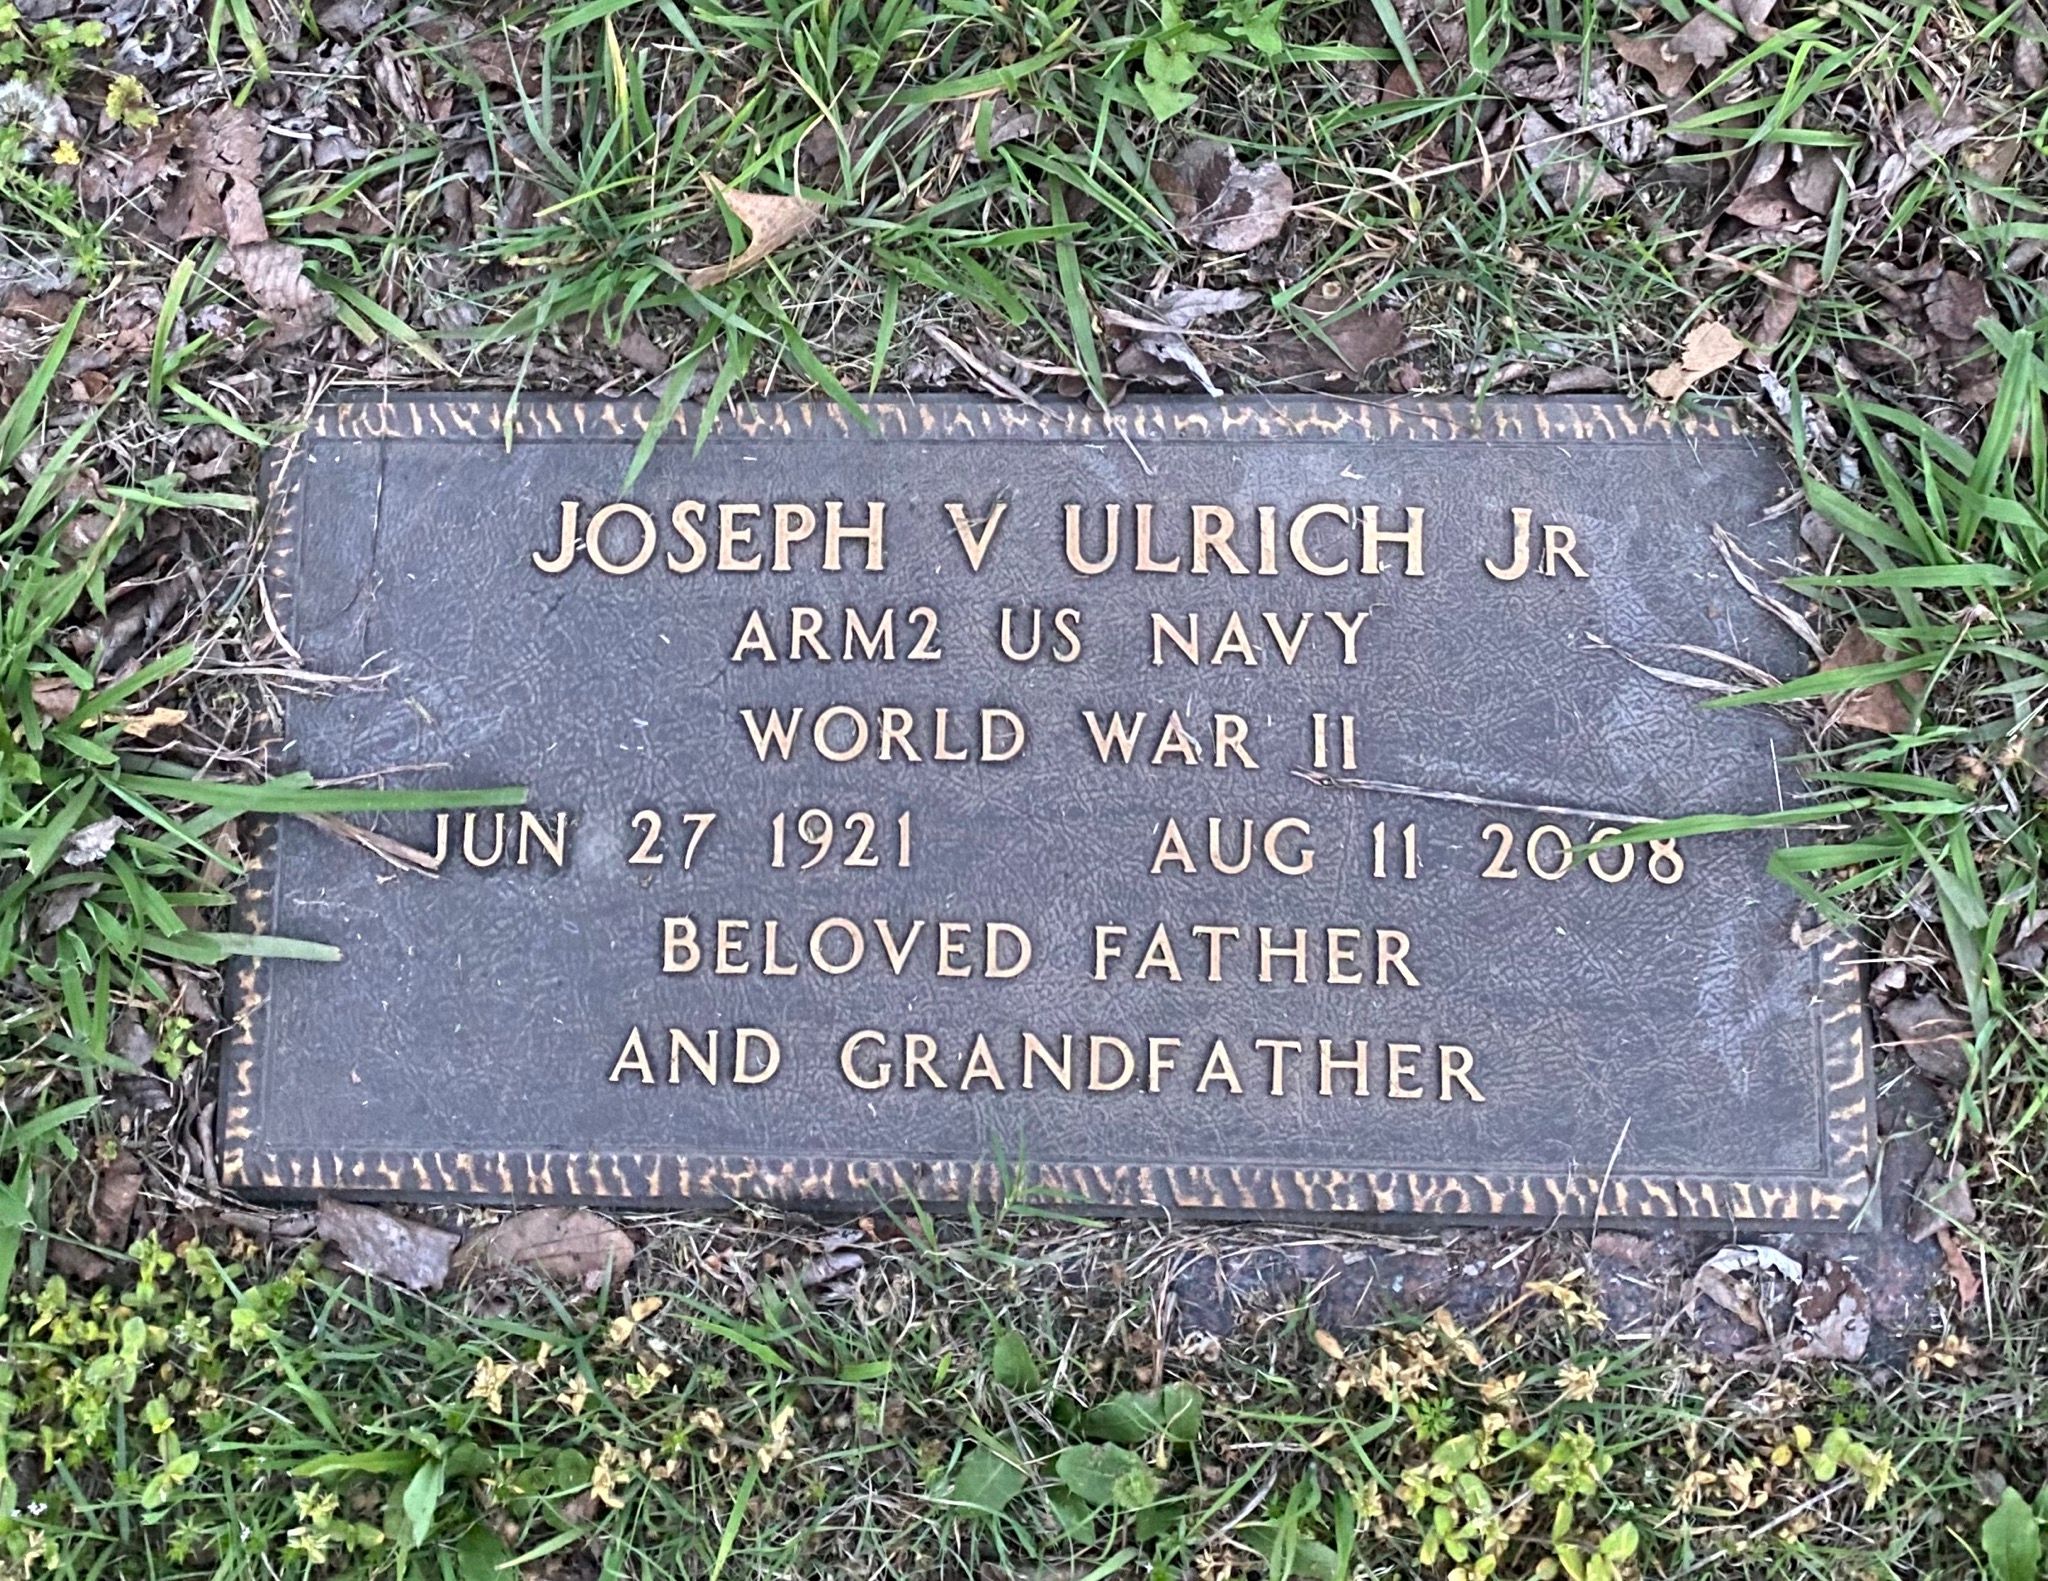 JOSEPH V ULRICH JR
ARM2 US NAVY
WORLD WAR II
JUN 27 1921 AUG 11 2008
BELOVED FATHER
AND GRANDFATHER